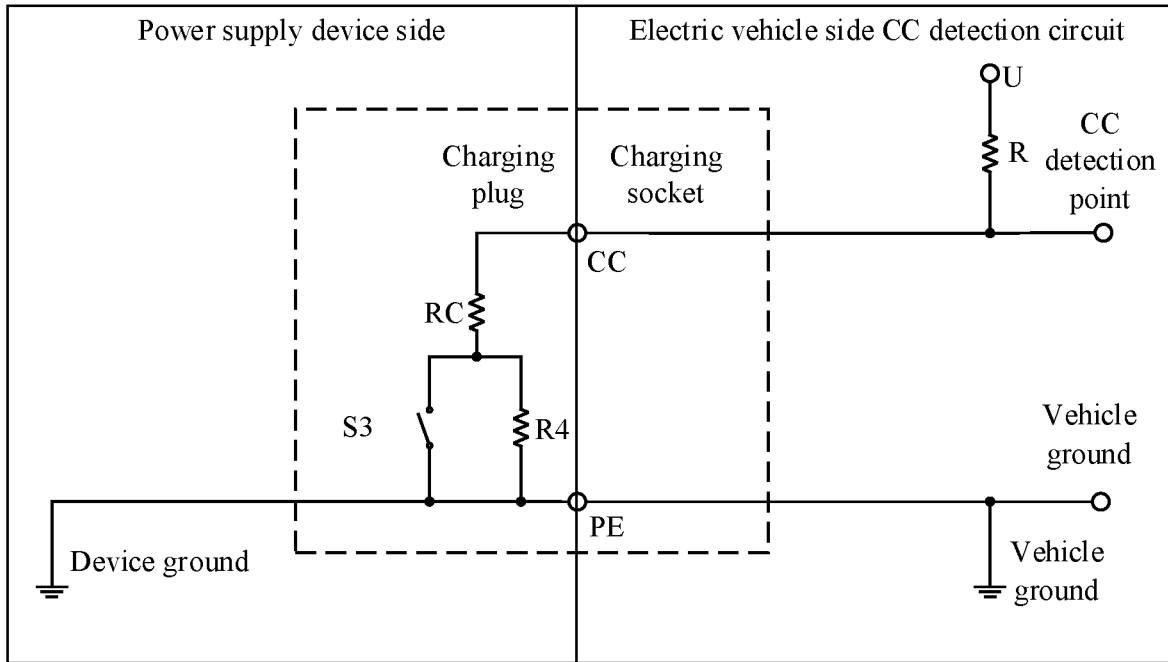 Power supply device side
Electric vehicle side CC detection circuit
U
R
CC
detection
point
Charging
plug
Charging
socket
CC
RC
S3
R4
Vehicle
ground
PE
Device ground
Vehicle
ground